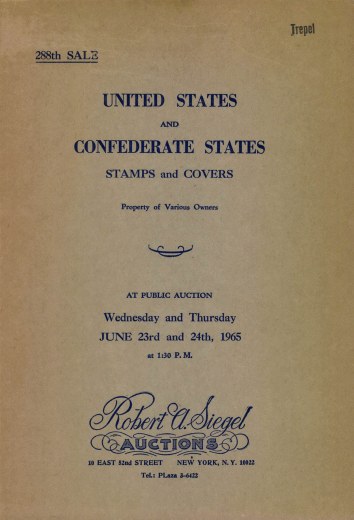 Trepel
288th SALE
UNITED STATES
AND
CONFEDERATE STATES
STAMPS and COVERS
Property of Various Owners
AT PUBLIC AUCTION
Wednesday and Thursday
JUNE 23rd and 24th, 1965
at 1:30 P. M.
Robert A. Siegel
AUCTIONS
10 EAST 52nd STREET NEW YORK, N. Y. 10022
Tel.: PLaza 3-6422